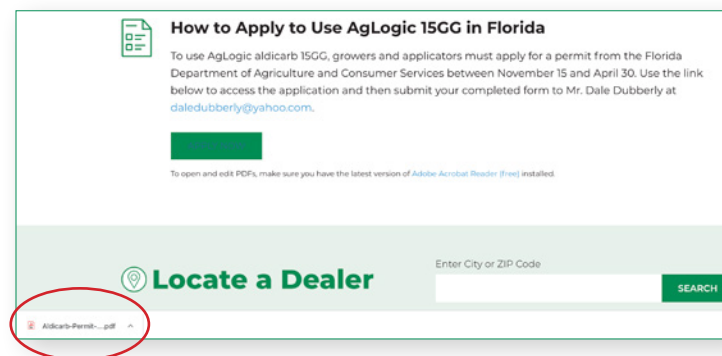 How to Apply to Use AgLogic 15GG in Florida
To use AgLogic aldicarb 15GG, growers and applicators must apply for a permit from the Florida
Department of Agriculture and Consumer Services between November 15 and April 30. Use the link
below to access the application and then submit your completed form to Mr. Dale Dubberly at
daledubberly@yahoo.com.
To open and edit PDFs, make sure you have the latest version of Adobe Acrobat Reader (free) installed.
Enter City or ZIP Code
Locate a Dealer
SEARCH
Aldicarb-Permit-....pdf